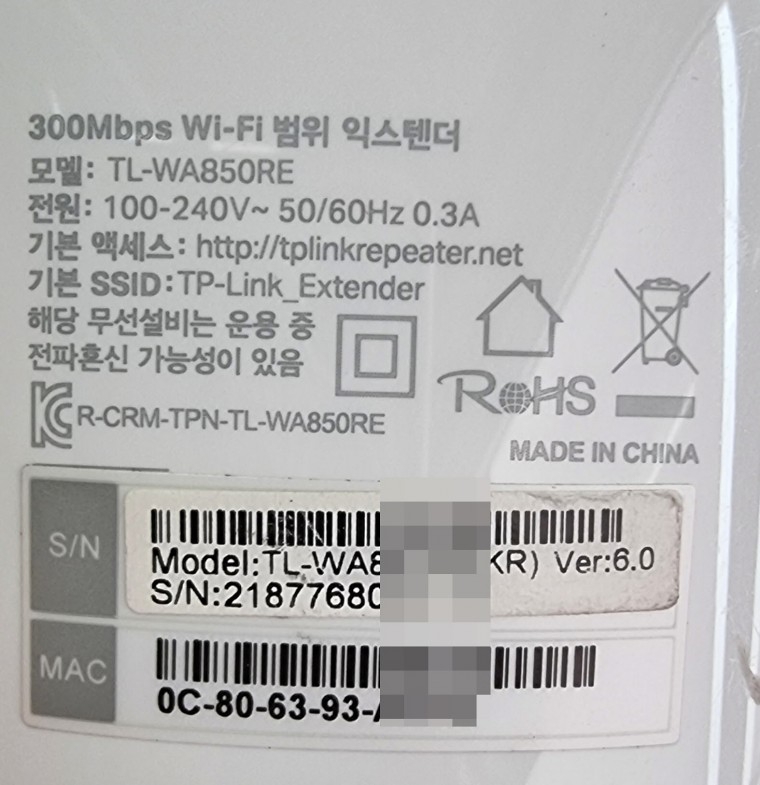 300Mbps Wi-Fi 범위 익스텐더
모델: TL-WA850RE
전원: 100-240V~ 50/60Hz 0.3A
기본 액세스: http://tplinkrepeater.net
기본 SSID: TP-Link_Extender
해당 무선설비는 운용 중
전파혼신 가능성이 있음
R-CRM-TPN-TL-WA850RE
RoHS
MADE IN CHINA
S/N
Model:TL-WA8 KR) Ver:6.0
S/N:2187768
MAC
0C-80-63-93-